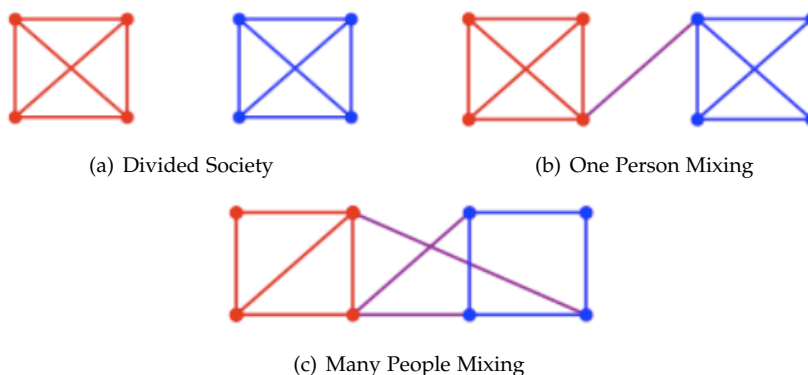 (a) Divided Society
(b) One Person Mixing
(c) Many People Mixing